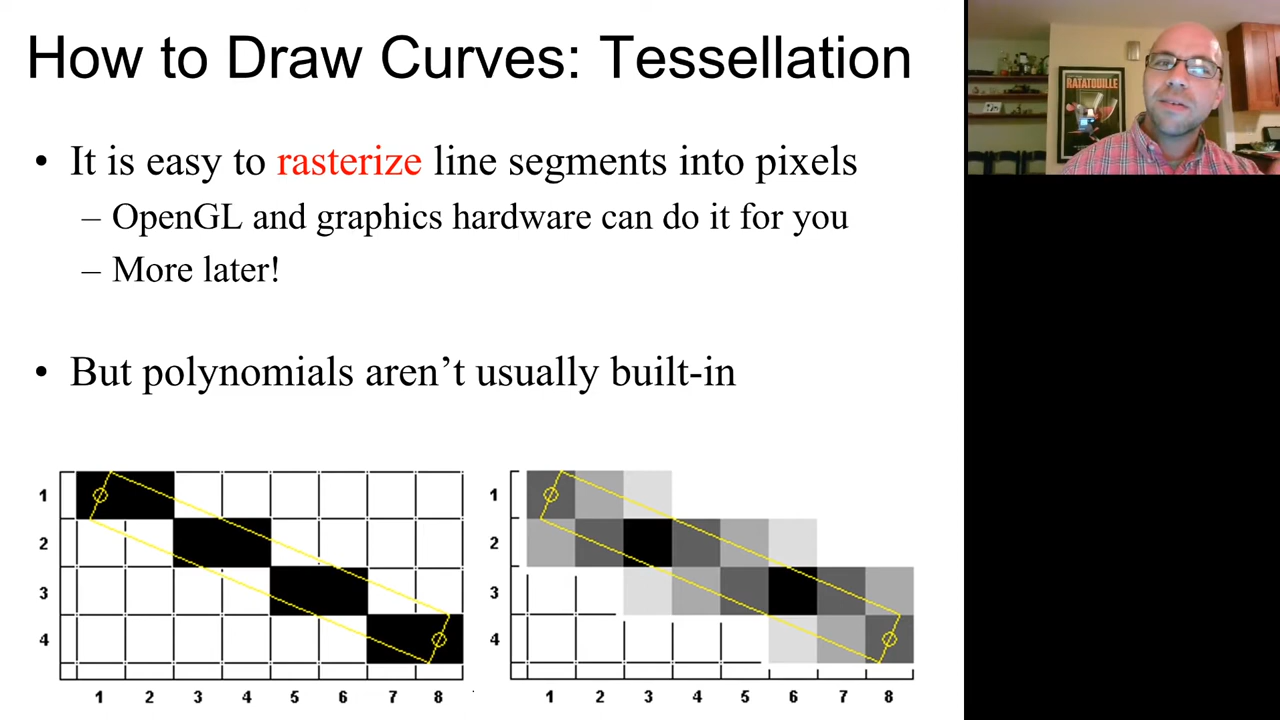 How to Draw Curves: Tessellation
RATATOUILLE
• It is easy to rasterize line segments into pixels
– OpenGL and graphics hardware can do it for you
– More later!
• But polynomials aren’t usually built-in
1
2
3
4
1 2 3 4 5 6 7 8
1
2
3
4
1 2 3 4 5 6 7 8